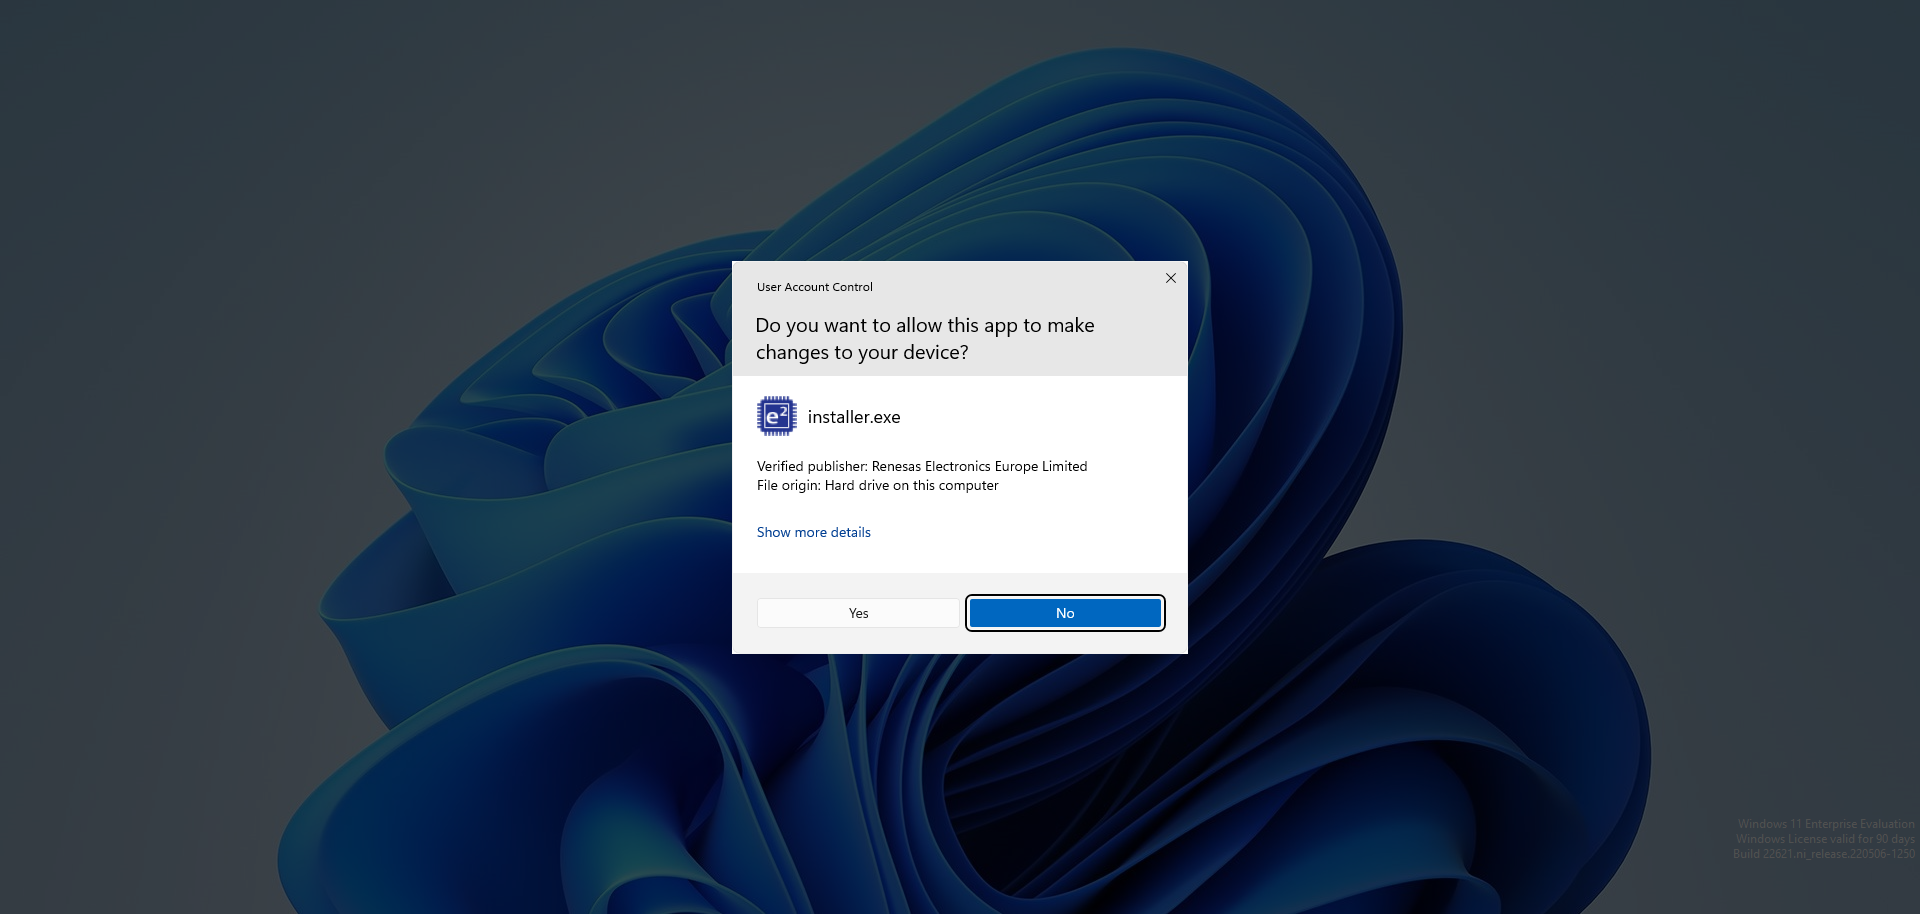 User Account Control
Do you want to allow this app to make
changes to your device?
e²
installer.exe
Verified publisher: Renesas Electronics Europe Limited
File origin: Hard drive on this computer
Show more details
Yes
No
Windows 11 Enterprise Evaluation
Windows License valid for 90 days
Build 22621.ni_release.220506-1250